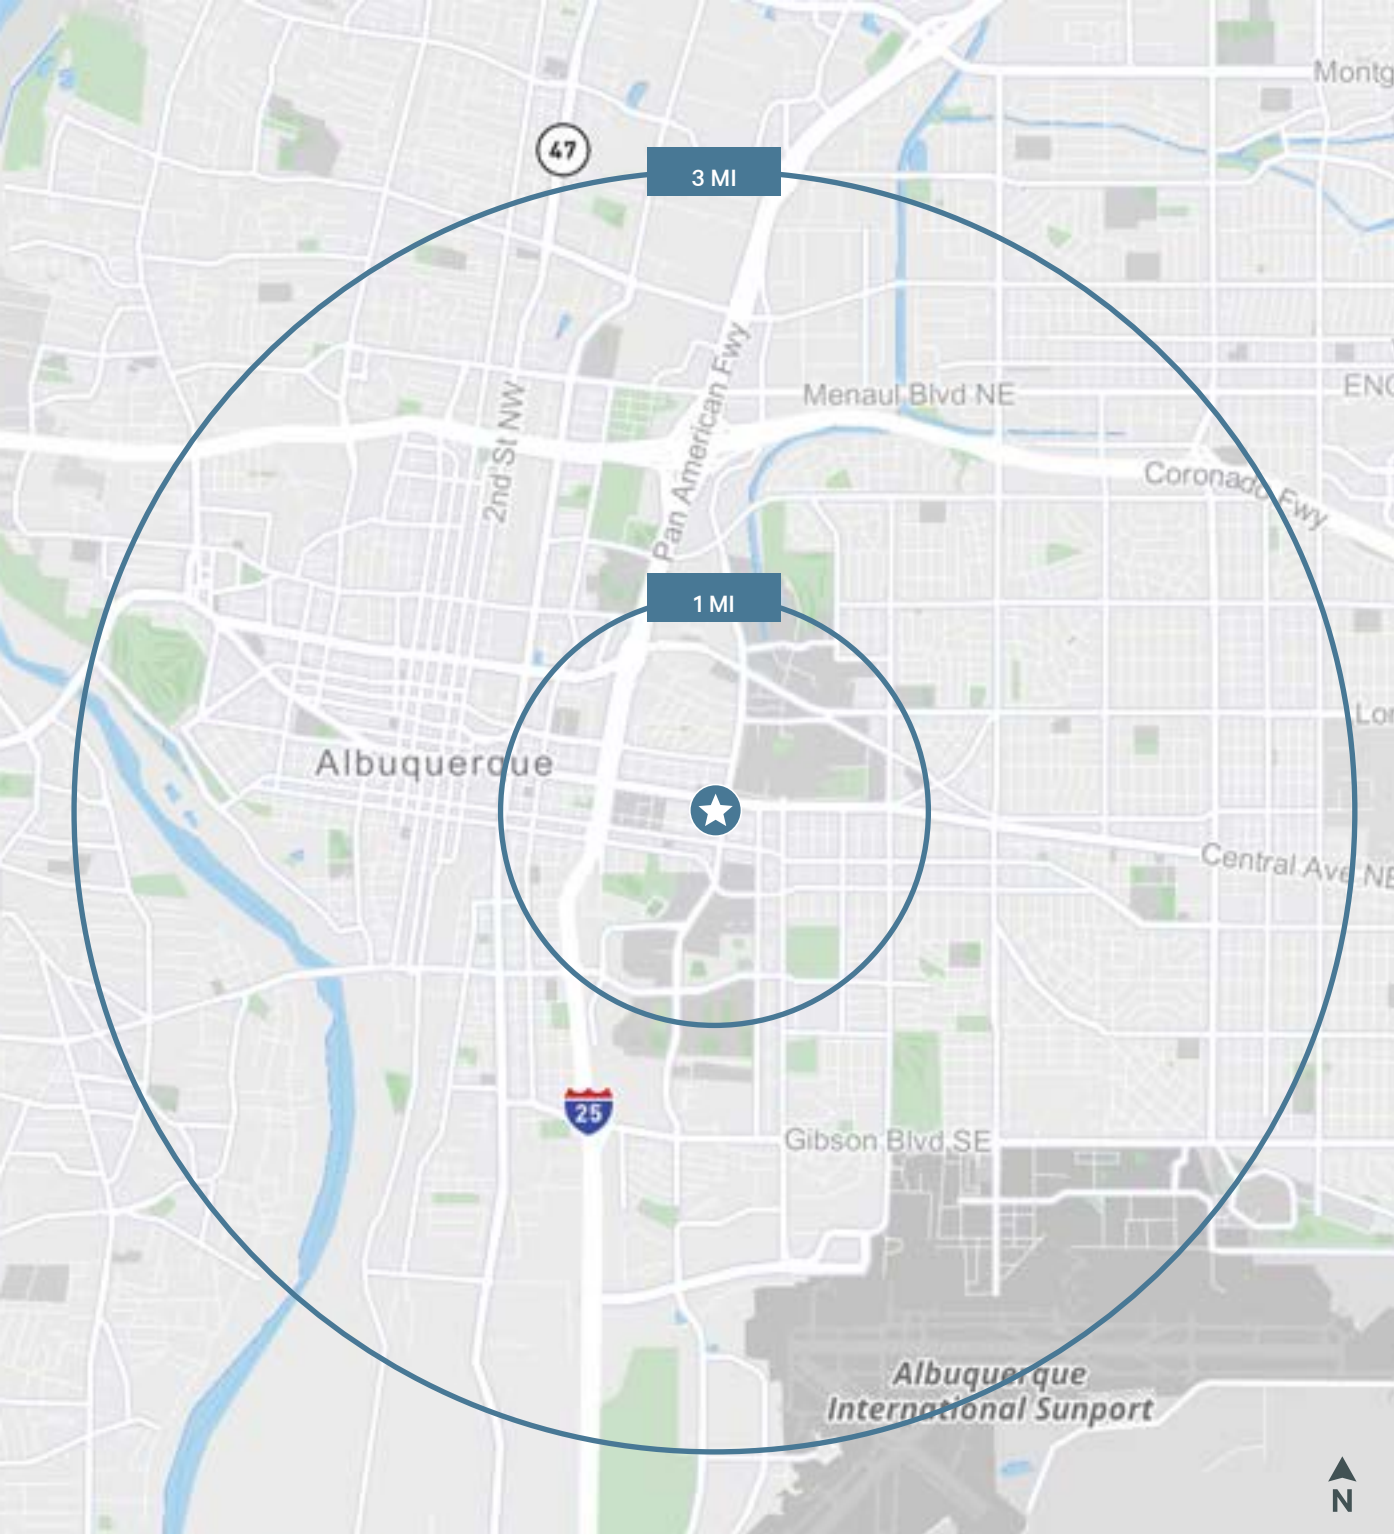 Montg
47
3 MI
Pan American Fwy
2nd St NW
Menaul Blvd NE
ENC
Coronado Fwy
1 MI
Lor
Albuquerque
Central Ave NE
25
Gibson Blvd SE
Albuquerque
International Sunport
N